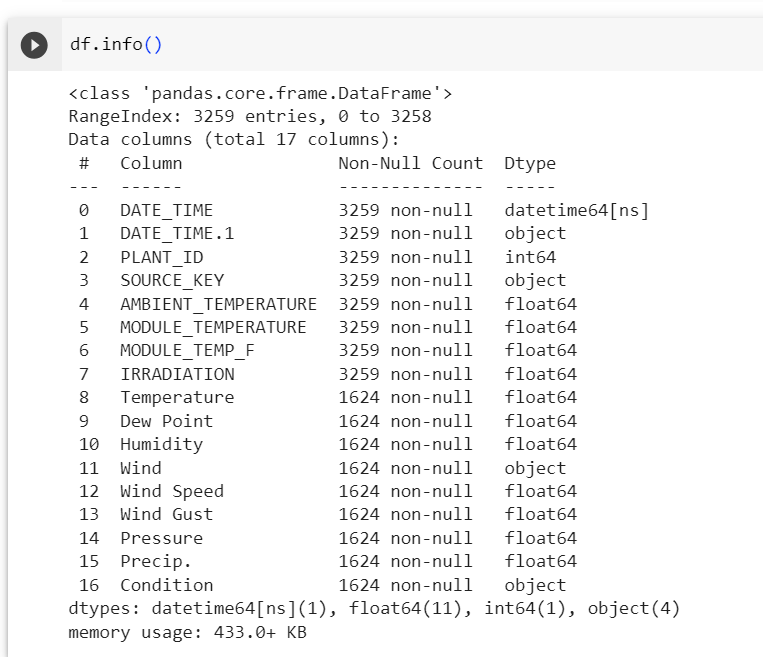 df.info()
<class 'pandas.core.frame.DataFrame'>
RangeIndex: 3259 entries, 0 to 3258
Data columns (total 17 columns):
 #   Column               Non-Null Count  Dtype
---  ------               --------------  -----
 0   DATE_TIME            3259 non-null   datetime64[ns]
 1   DATE_TIME.1          3259 non-null   object
 2   PLANT_ID             3259 non-null   int64
 3   SOURCE_KEY           3259 non-null   object
 4   AMBIENT_TEMPERATURE  3259 non-null   float64
 5   MODULE_TEMPERATURE   3259 non-null   float64
 6   MODULE_TEMP_F        3259 non-null   float64
 7   IRRADIATION          3259 non-null   float64
 8   Temperature          1624 non-null   float64
 9   Dew Point            1624 non-null   float64
 10  Humidity             1624 non-null   float64
 11  Wind                 1624 non-null   object
 12  Wind Speed           1624 non-null   float64
 13  Wind Gust            1624 non-null   float64
 14  Pressure             1624 non-null   float64
 15  Precip.              1624 non-null   float64
 16  Condition            1624 non-null   object
dtypes: datetime64[ns](1), float64(11), int64(1), object(4)
memory usage: 433.0+ KB